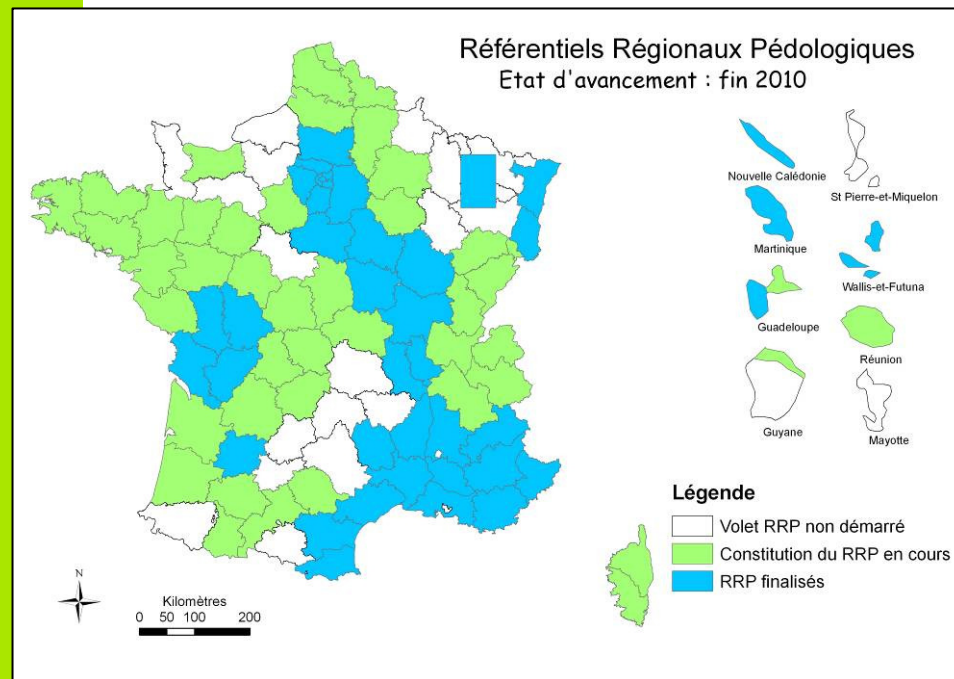 Référentiels Régionaux Pédologiques
Etat d'avancement : fin 2010
Nouvelle Calédonie
St Pierre-et-Miquelon
Martinique
Wallis-et-Futuna
Guadeloupe
Réunion
Guyane
Mayotte
Légende
Volet RRP non démarré
Constitution du RRP en cours
RRP finalisés
N
Kilomètres
0 50 100 200